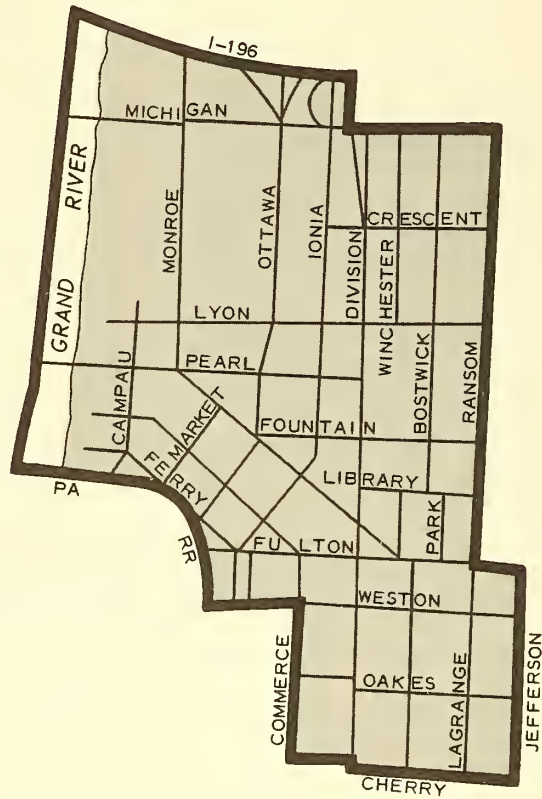 I-196
MICHIGAN
GRAND RIVER
MONROE
OTTAWA
IONIA
DIVISION
CRESCENT
WINCHESTER
LYON
BOSTWICK
RANSOM
CAMPAU
PEARL
MARKET
FERRY
FOUNTAIN
LIBRARY
PARK
PA
RR
FULTON
WESTON
COMMERCE
OAKES
LAGRANGE
JEFFERSON
CHERRY